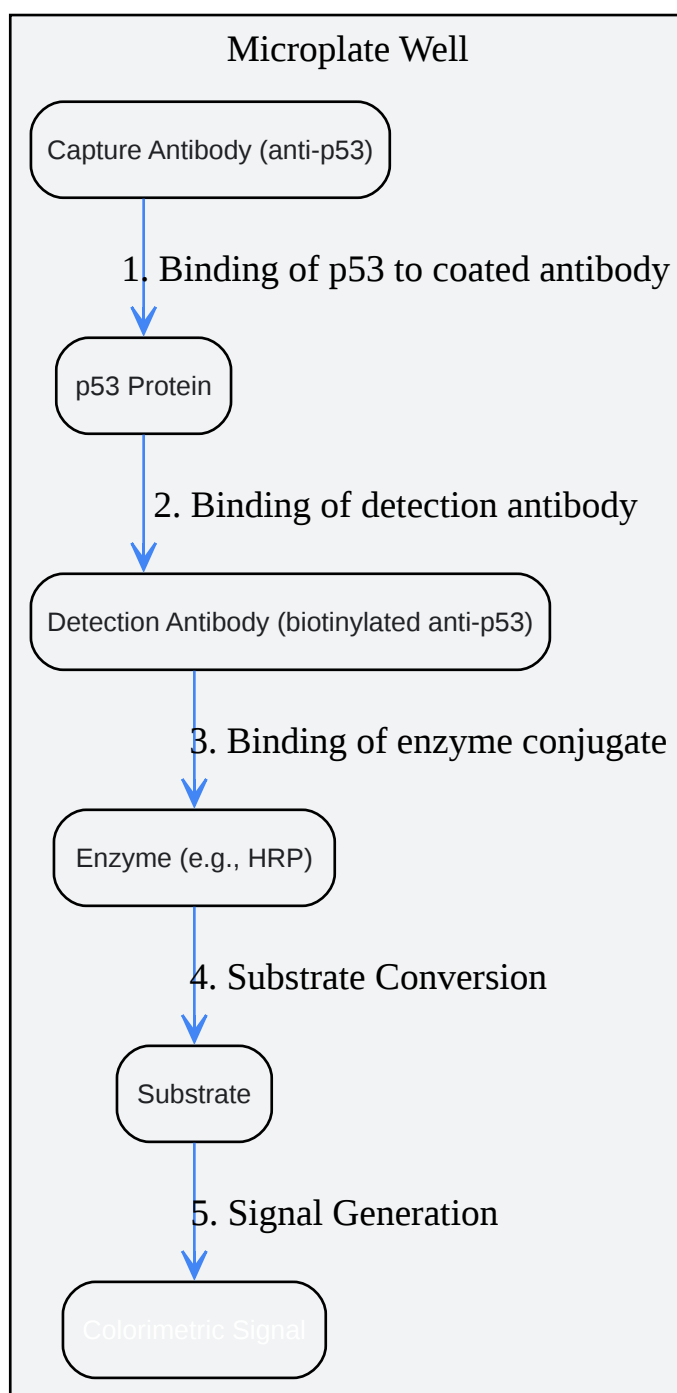 Microplate Well
Capture Antibody (anti-p53)
1. Binding of p53 to coated antibody
p53 Protein
2. Binding of detection antibody
Detection Antibody (biotinylated anti-p53)
3. Binding of enzyme conjugate
Enzyme (e.g., HRP)
4. Substrate Conversion
Substrate
5. Signal Generation
Colorimetric Signal